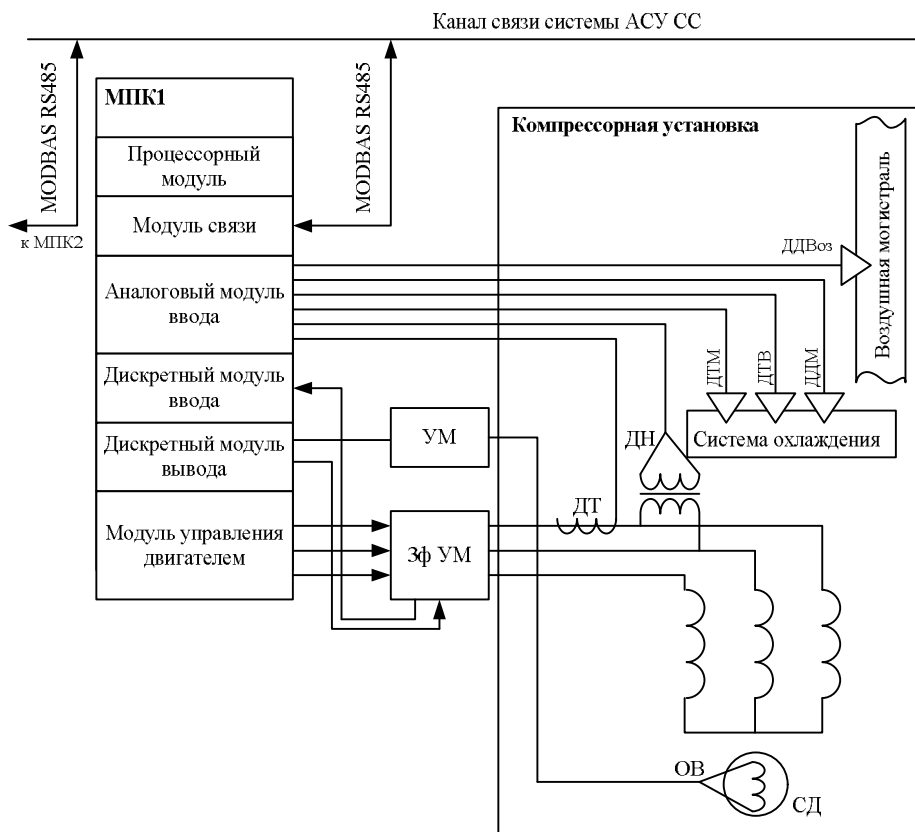 Канал связи системы АСУ СС
MODBAS RS485
MODBAS RS485
к МПК2
МПК1
Процессорный
модуль
Модуль связи
Аналоговый модуль
ввода
Дискретный модуль
ввода
Дискретный модуль
вывода
Модуль управления
двигателем
Компрессорная установка
ДДВоз
Воздушная могистраль
ДТМ
ДТВ
ДДМ
Система охлаждения
УМ
ДН
ДТ
3ф УМ
ОВ
СД